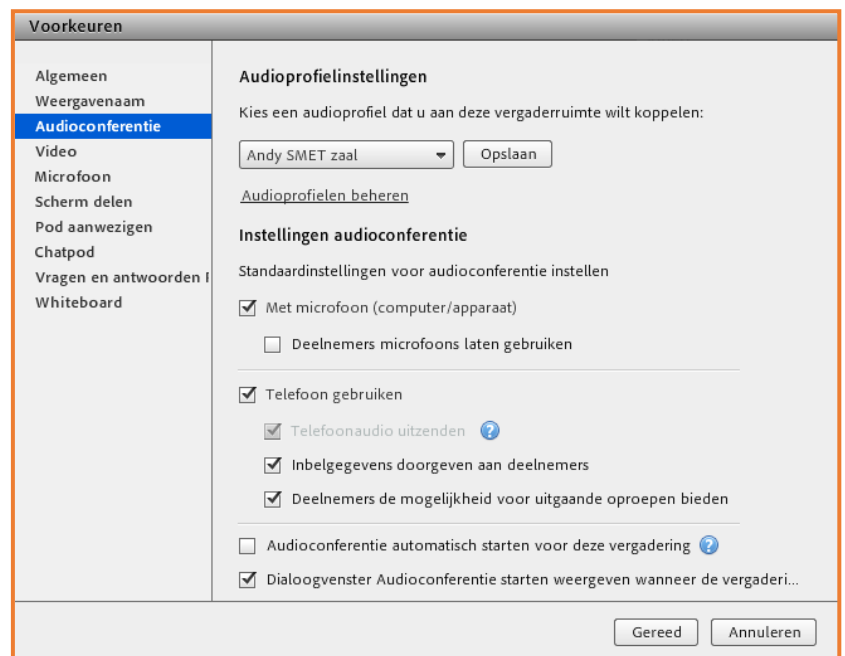 Voorkeuren
Algemeen
Weergavenaam
Audioconferentie
Video
Microfoon
Scherm delen
Pod aanwezigen
Chatpod
Vragen en antwoorden
Whiteboard
Audioprofielinstellingen
Kies een audioprofiel dat u aan deze vergaderruimte wilt koppelen:
Andy SMET zaal
Opslaan
Audioprofielen beheren
Instellingen audioconferentie
Standaardinstellingen voor audioconferentie instellen
Met microfoon (computer/apparaat)
Deelnemers microfoons laten gebruiken
Telefoon gebruiken
Telefoonaudio uitzenden ?
Inbelgegevens doorgeven aan deelnemers
Deelnemers de mogelijkheid voor uitgaande oproepen bieden
Audioconferentie automatisch starten voor deze vergadering ?
Dialoogvenster Audioconferentie starten weergeven wanneer de vergaderi...
Gereed
Annuleren